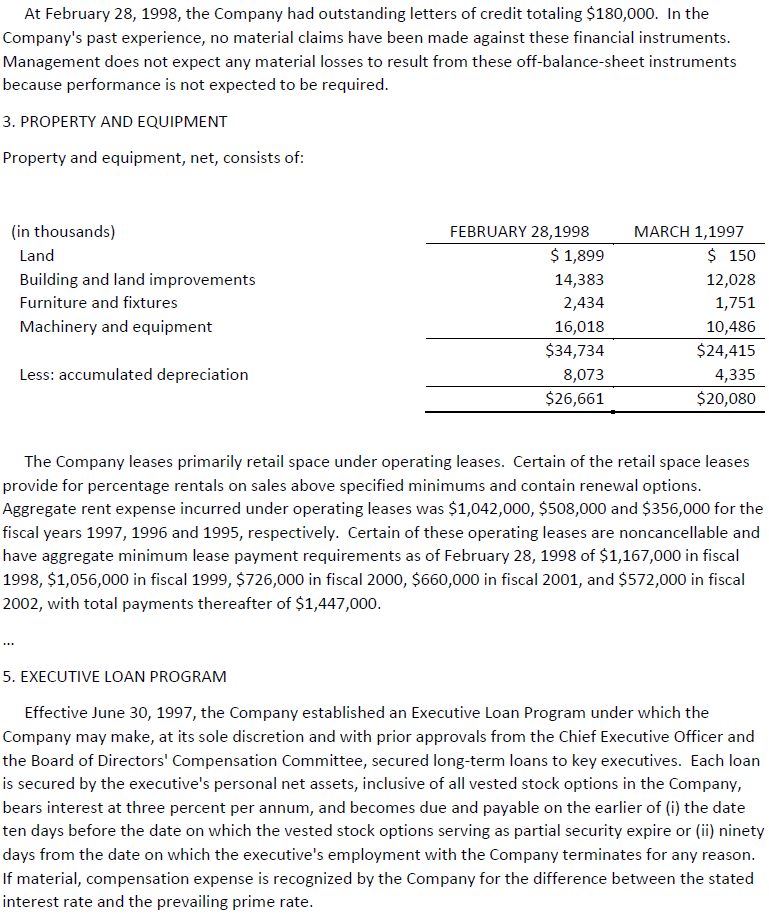 At February 28, 1998, the Company had outstanding letters of credit totaling $180,000.  In the
Company's past experience, no material claims have been made against these financial instruments.
Management does not expect any material losses to result from these off-balance-sheet instruments
because performance is not expected to be required.
3. PROPERTY AND EQUIPMENT
Property and equipment, net, consists of:
(in thousands) FEBRUARY 28,1998 MARCH 1,1997
Land $ 1,899 $ 150
Building and land improvements 14,383 12,028
Furniture and fixtures 2,434 1,751
Machinery and equipment 16,018 10,486
$34,734 $24,415
Less: accumulated depreciation 8,073 4,335
$26,661 $20,080
The Company leases primarily retail space under operating leases.  Certain of the retail space leases
provide for percentage rentals on sales above specified minimums and contain renewal options.
Aggregate rent expense incurred under operating leases was $1,042,000, $508,000 and $356,000 for the
fiscal years 1997, 1996 and 1995, respectively.  Certain of these operating leases are noncancellable and
have aggregate minimum lease payment requirements as of February 28, 1998 of $1,167,000 in fiscal
1998, $1,056,000 in fiscal 1999, $726,000 in fiscal 2000, $660,000 in fiscal 2001, and $572,000 in fiscal
2002, with total payments thereafter of $1,447,000.
...
5. EXECUTIVE LOAN PROGRAM
Effective June 30, 1997, the Company established an Executive Loan Program under which the
Company may make, at its sole discretion and with prior approvals from the Chief Executive Officer and
the Board of Directors' Compensation Committee, secured long-term loans to key executives.  Each loan
is secured by the executive's personal net assets, inclusive of all vested stock options in the Company,
bears interest at three percent per annum, and becomes due and payable on the earlier of (i) the date
ten days before the date on which the vested stock options serving as partial security expire or (ii) ninety
days from the date on which the executive's employment with the Company terminates for any reason.
If material, compensation expense is recognized by the Company for the difference between the stated
interest rate and the prevailing prime rate.